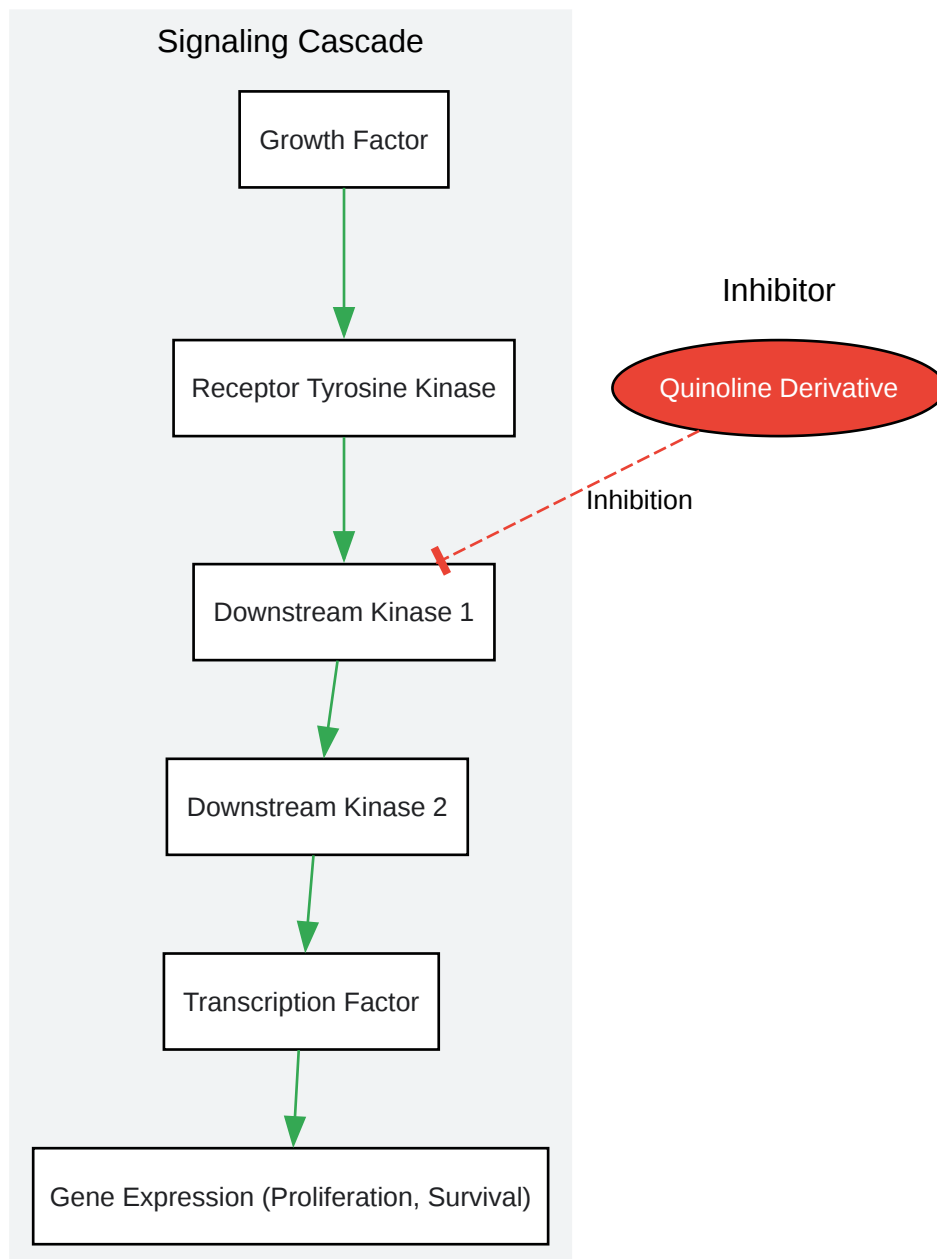 Signaling Cascade
Growth Factor
Inhibitor
Receptor Tyrosine Kinase
Quinoline Derivative
Inhibition
Downstream Kinase 1
Downstream Kinase 2
Transcription Factor
Gene Expression (Proliferation, Survival)